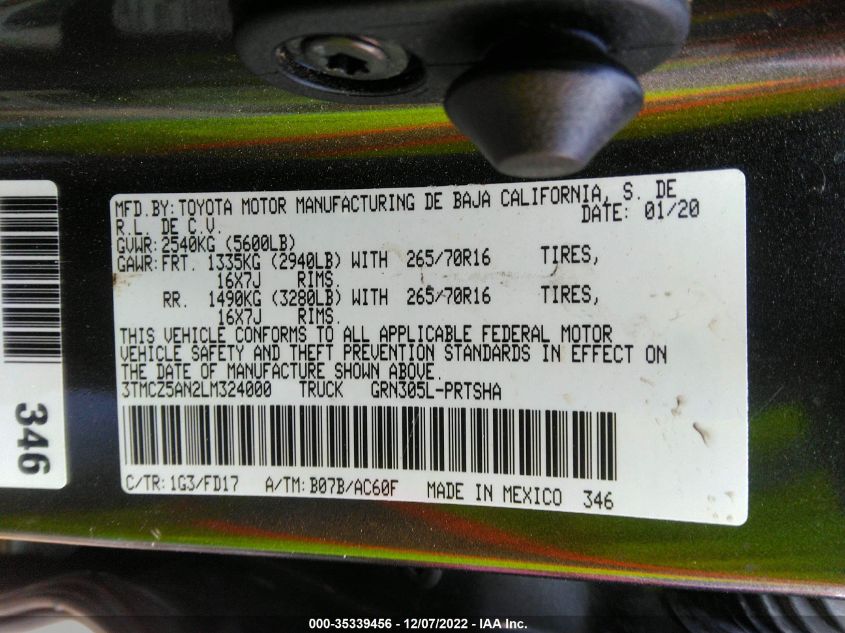 MFD.BY: TOYOTA MOTOR MANUFACTURING DE BAJA CALIFORNIA, S. DE
R.L. DE C.V. DATE: 01/20
GVWR: 2540KG (5600LB)
GAWR: FRT. 1335KG (2940LB) WITH 265/70R16 TIRES,
16X7J RIMS.
RR. 1490KG (3280LB) WITH 265/70R16 TIRES,
16X7J RIMS.
THIS VEHICLE CONFORMS TO ALL APPLICABLE FEDERAL MOTOR
VEHICLE SAFETY AND THEFT PREVENTION STANDARDS IN EFFECT ON
THE DATE OF MANUFACTURE SHOWN ABOVE.
3TMCZ5AN2LM324000 TRUCK GRN305L-PRTSHA
C/TR: 1G3/FD17 A/TM: B07B/AC60F MADE IN MEXICO 346
346
000-35339456 - 12/07/2022 - IAA Inc.